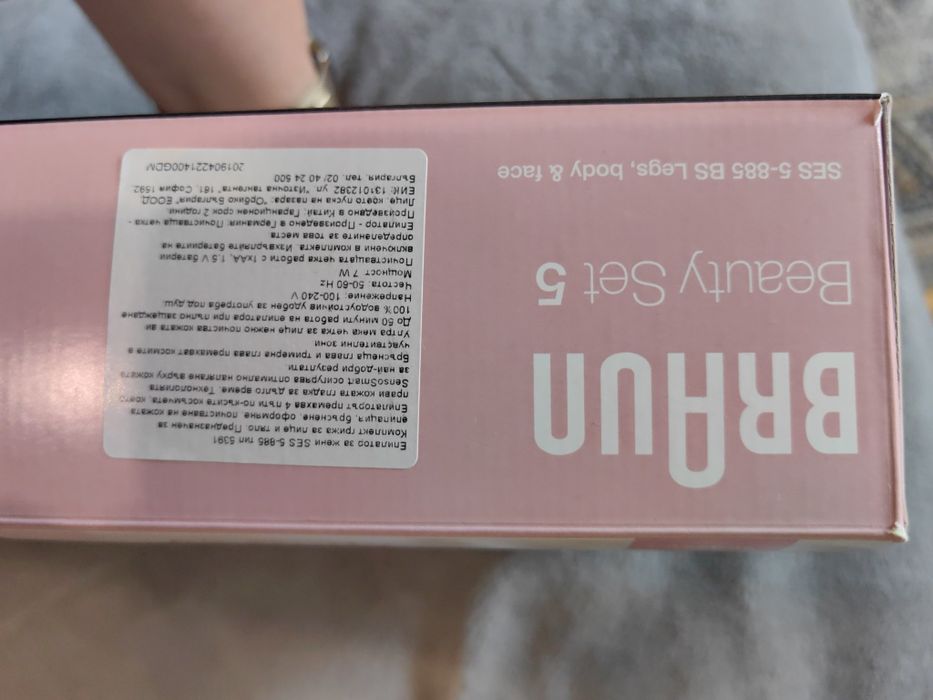 BRAUN
Beauty Set 5
SES 5-885 BS Legs, body & face
Епилатор за жени SES 5-885 тип 5391
Комплект грижа за лице и тяло. Предназначен за
епилация, бръснене, оформяне, почистване на кожата
Епилаторът премахва 4 пъти по-къси косъмчета, което
прави кожата гладка за дълго време. Технологията
SensoSmart осигурява оптимално налягане върху кожата
за най-добри резултати.
Бръснеща глава и тримерна глава премахват космите в
чувствителни зони
Ултра мека четка за лице нежно почиства кожата ви
До 50 минути работа на епилатора при пълно зареждане
100% водоустойчив удобен за употреба под душ.
Напрежение: 100-240 V
Честота: 50-60 Hz
Мощност 7 W
Почистващата четка работи с 1xAA, 1,5 V батерии
включени в комплекта. Изхвърляйте батериите на
определените за това места.
Епилатор - Произведено в Германия; Почистваща четка -
Произведено в Китай. Гаранционен срок 2 години.
Лице, което пуска на пазара: "Орбико България" ЕООД,
ЕИК: 131012382 ул. "Източна тангента" 161, София 1592,
България, тел. 02/ 40 24 500
201904221400GDM